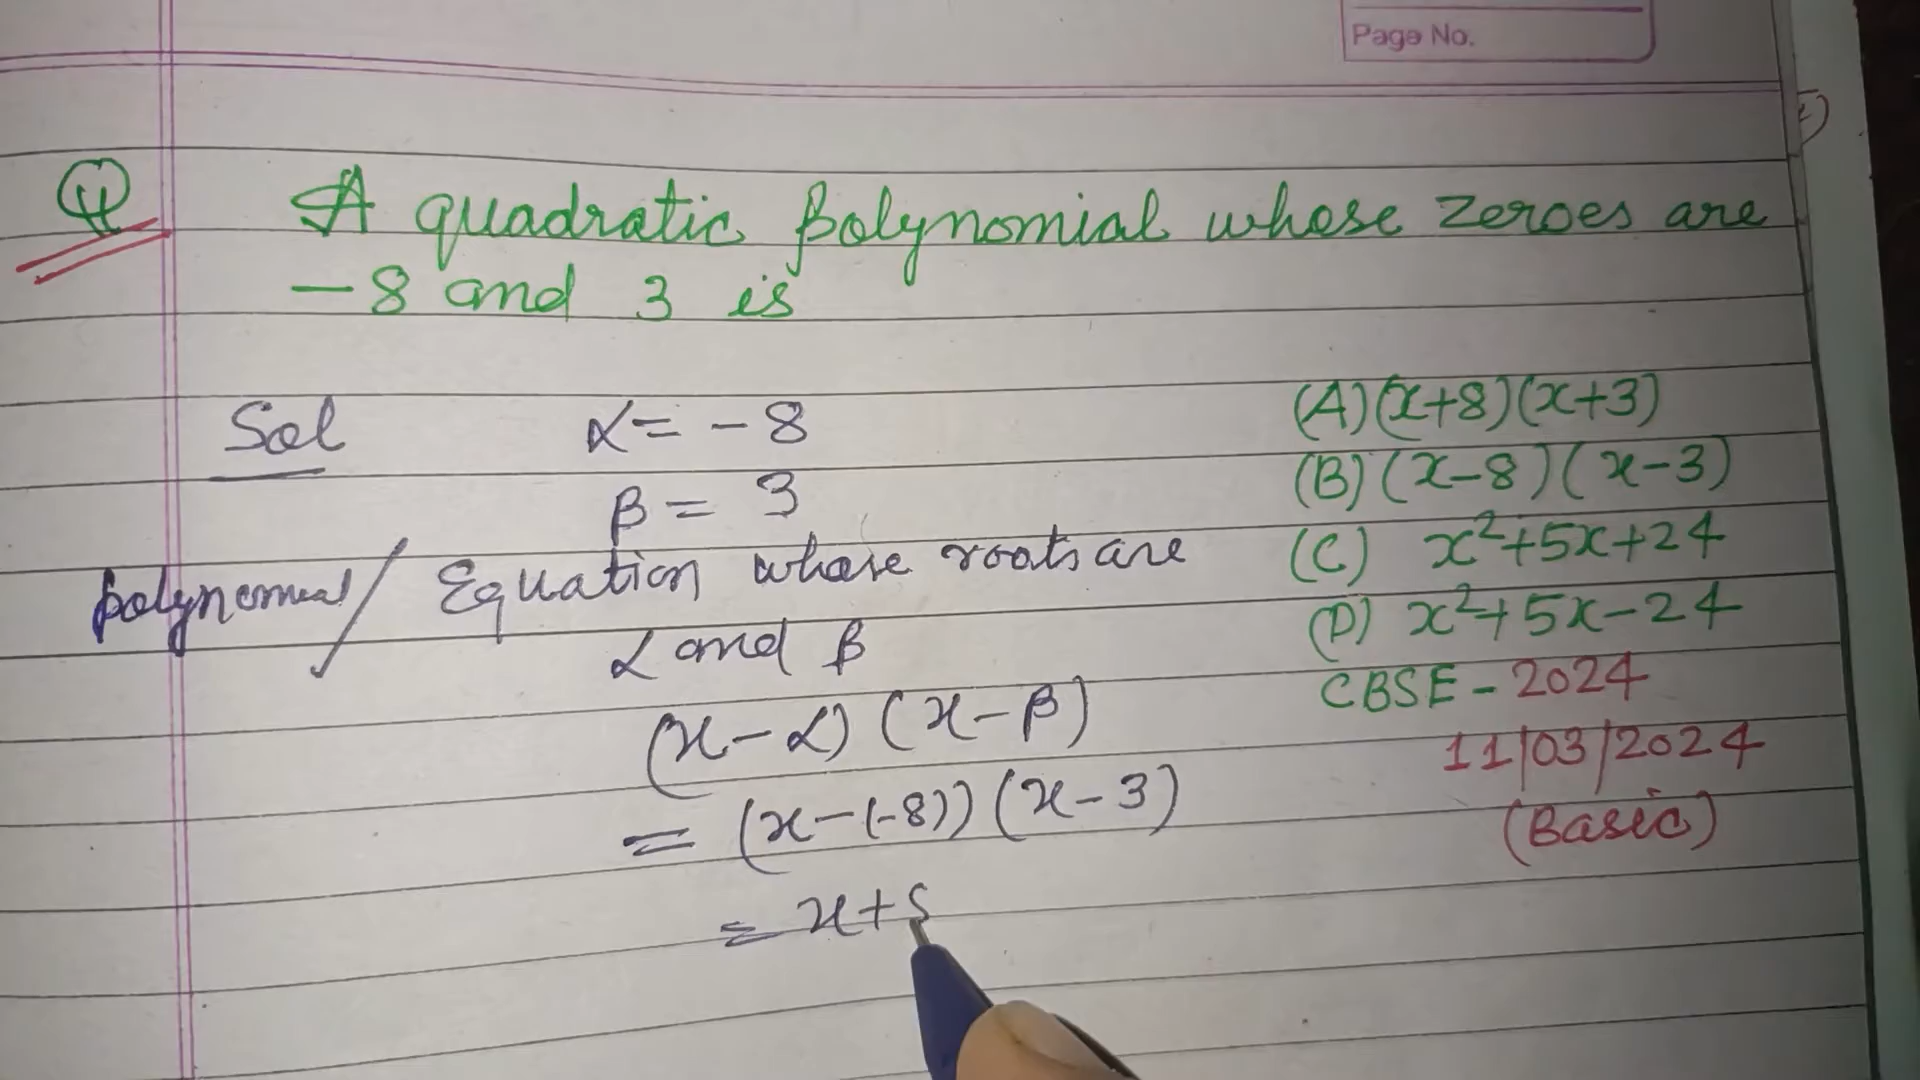 Page No.
Q A quadratic polynomial whose zeroes are
-8 and 3 is
Sol α = -8
β = 3
polynomial / Equation whose roots are
α and β
(x-α) (x-β)
= (x-(-8)) (x-3)
= x+
(A) (x+8)(x+3)
(B) (x-8)(x-3)
(C) x²+5x+24
(D) x²+5x-24
CBSE - 2024
11/03/2024
(Basic)